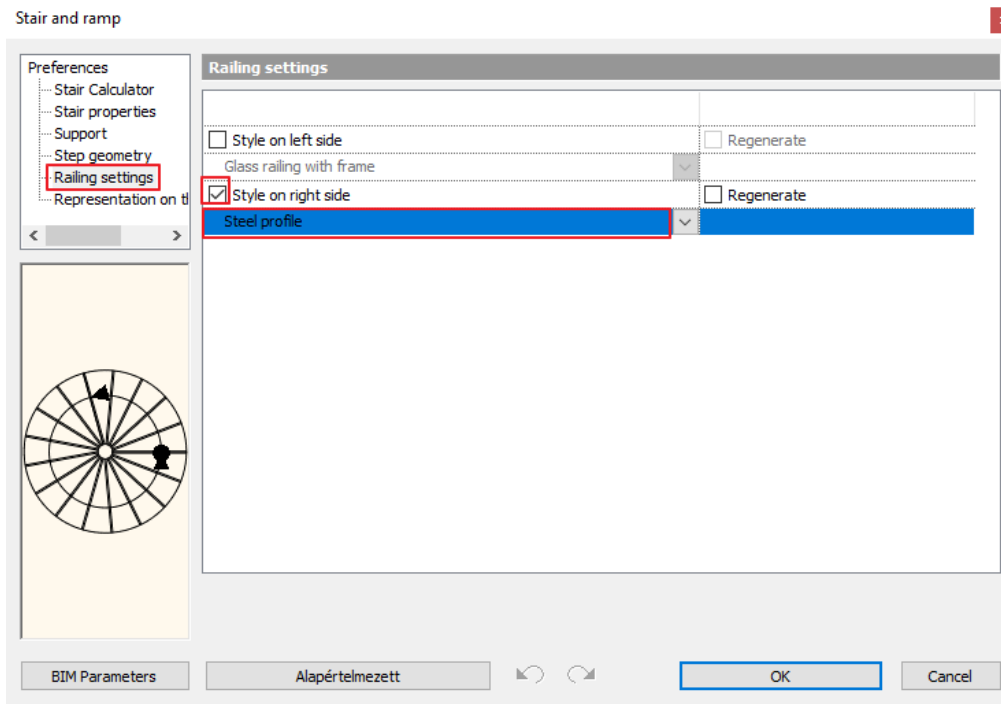 Stair and ramp
Preferences
Stair Calculator
Stair properties
Support
Step geometry
Railing settings
Representation on tl
Railing settings
Style on left side
Regenerate
Glass railing with frame
Style on right side
Regenerate
Steel profile
BIM Parameters
Alapértelmezett
OK
Cancel